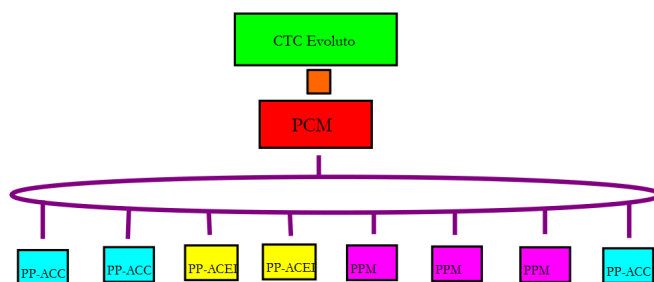 CTC Evoluto
PCM
PP-ACC
PP-ACC
PP-ACEI
PP-ACEI
PPM
PPM
PPM
PP-ACC